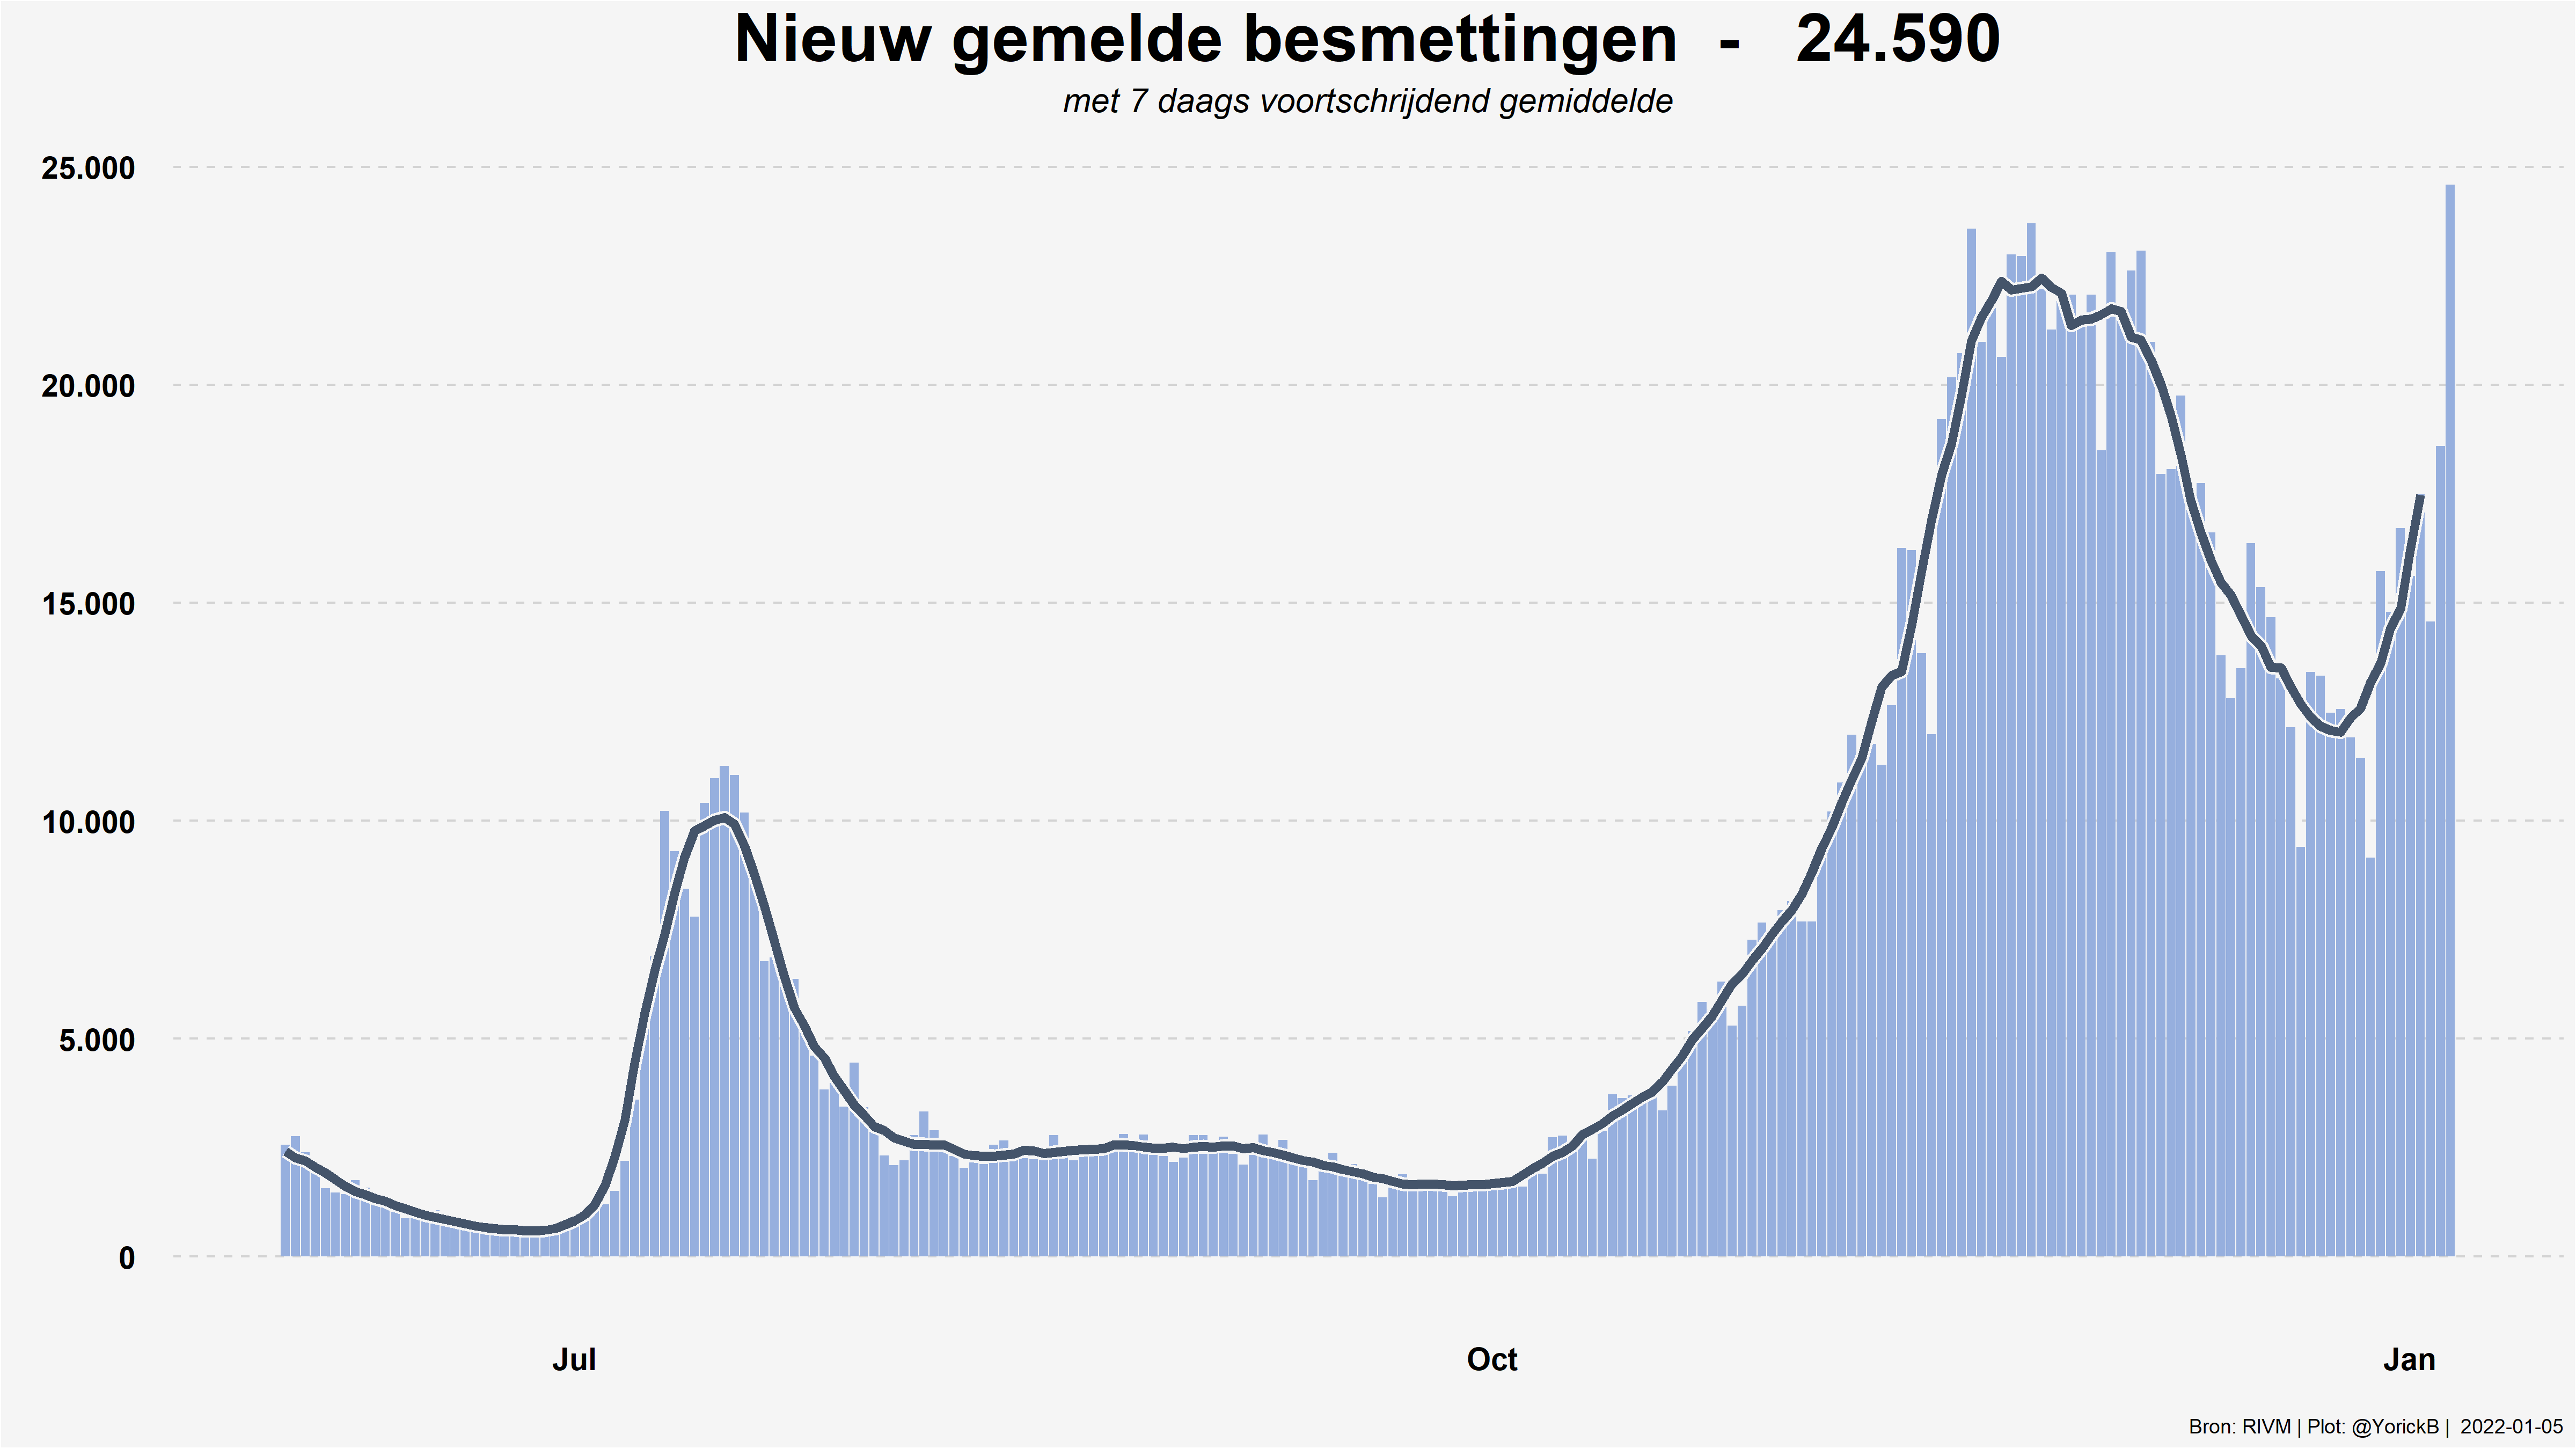 Nieuw gemelde besmettingen - 24.590
met 7 daags voortschrijdend gemiddelde
25.000
20.000
15.000
10.000
5.000
0
Jul Oct Jan
Bron: RIVM | Plot: @YorickB | 2022-01-05